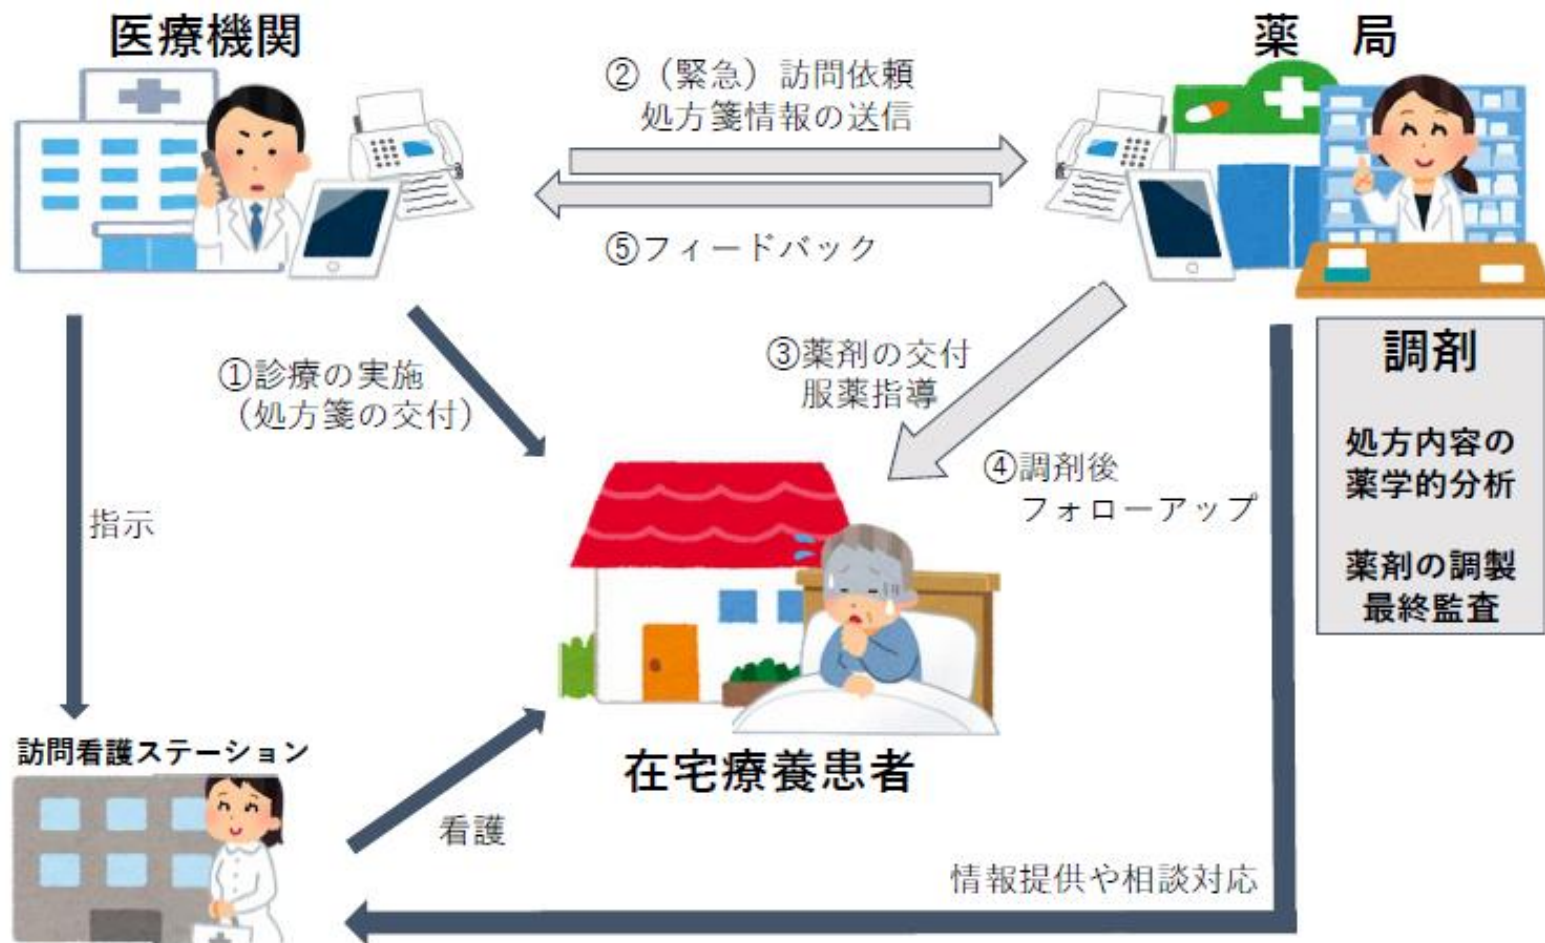 医療機関
薬　局
②（緊急）訪問依頼
処方箋情報の送信
⑤フィードバック
①診療の実施
（処方箋の交付）
③薬剤の交付
服薬指導
④調剤後
フォローアップ
調剤
処方内容の
薬学的分析
薬剤の調製
最終監査
指示
訪問看護ステーション
在宅療養患者
看護
情報提供や相談対応